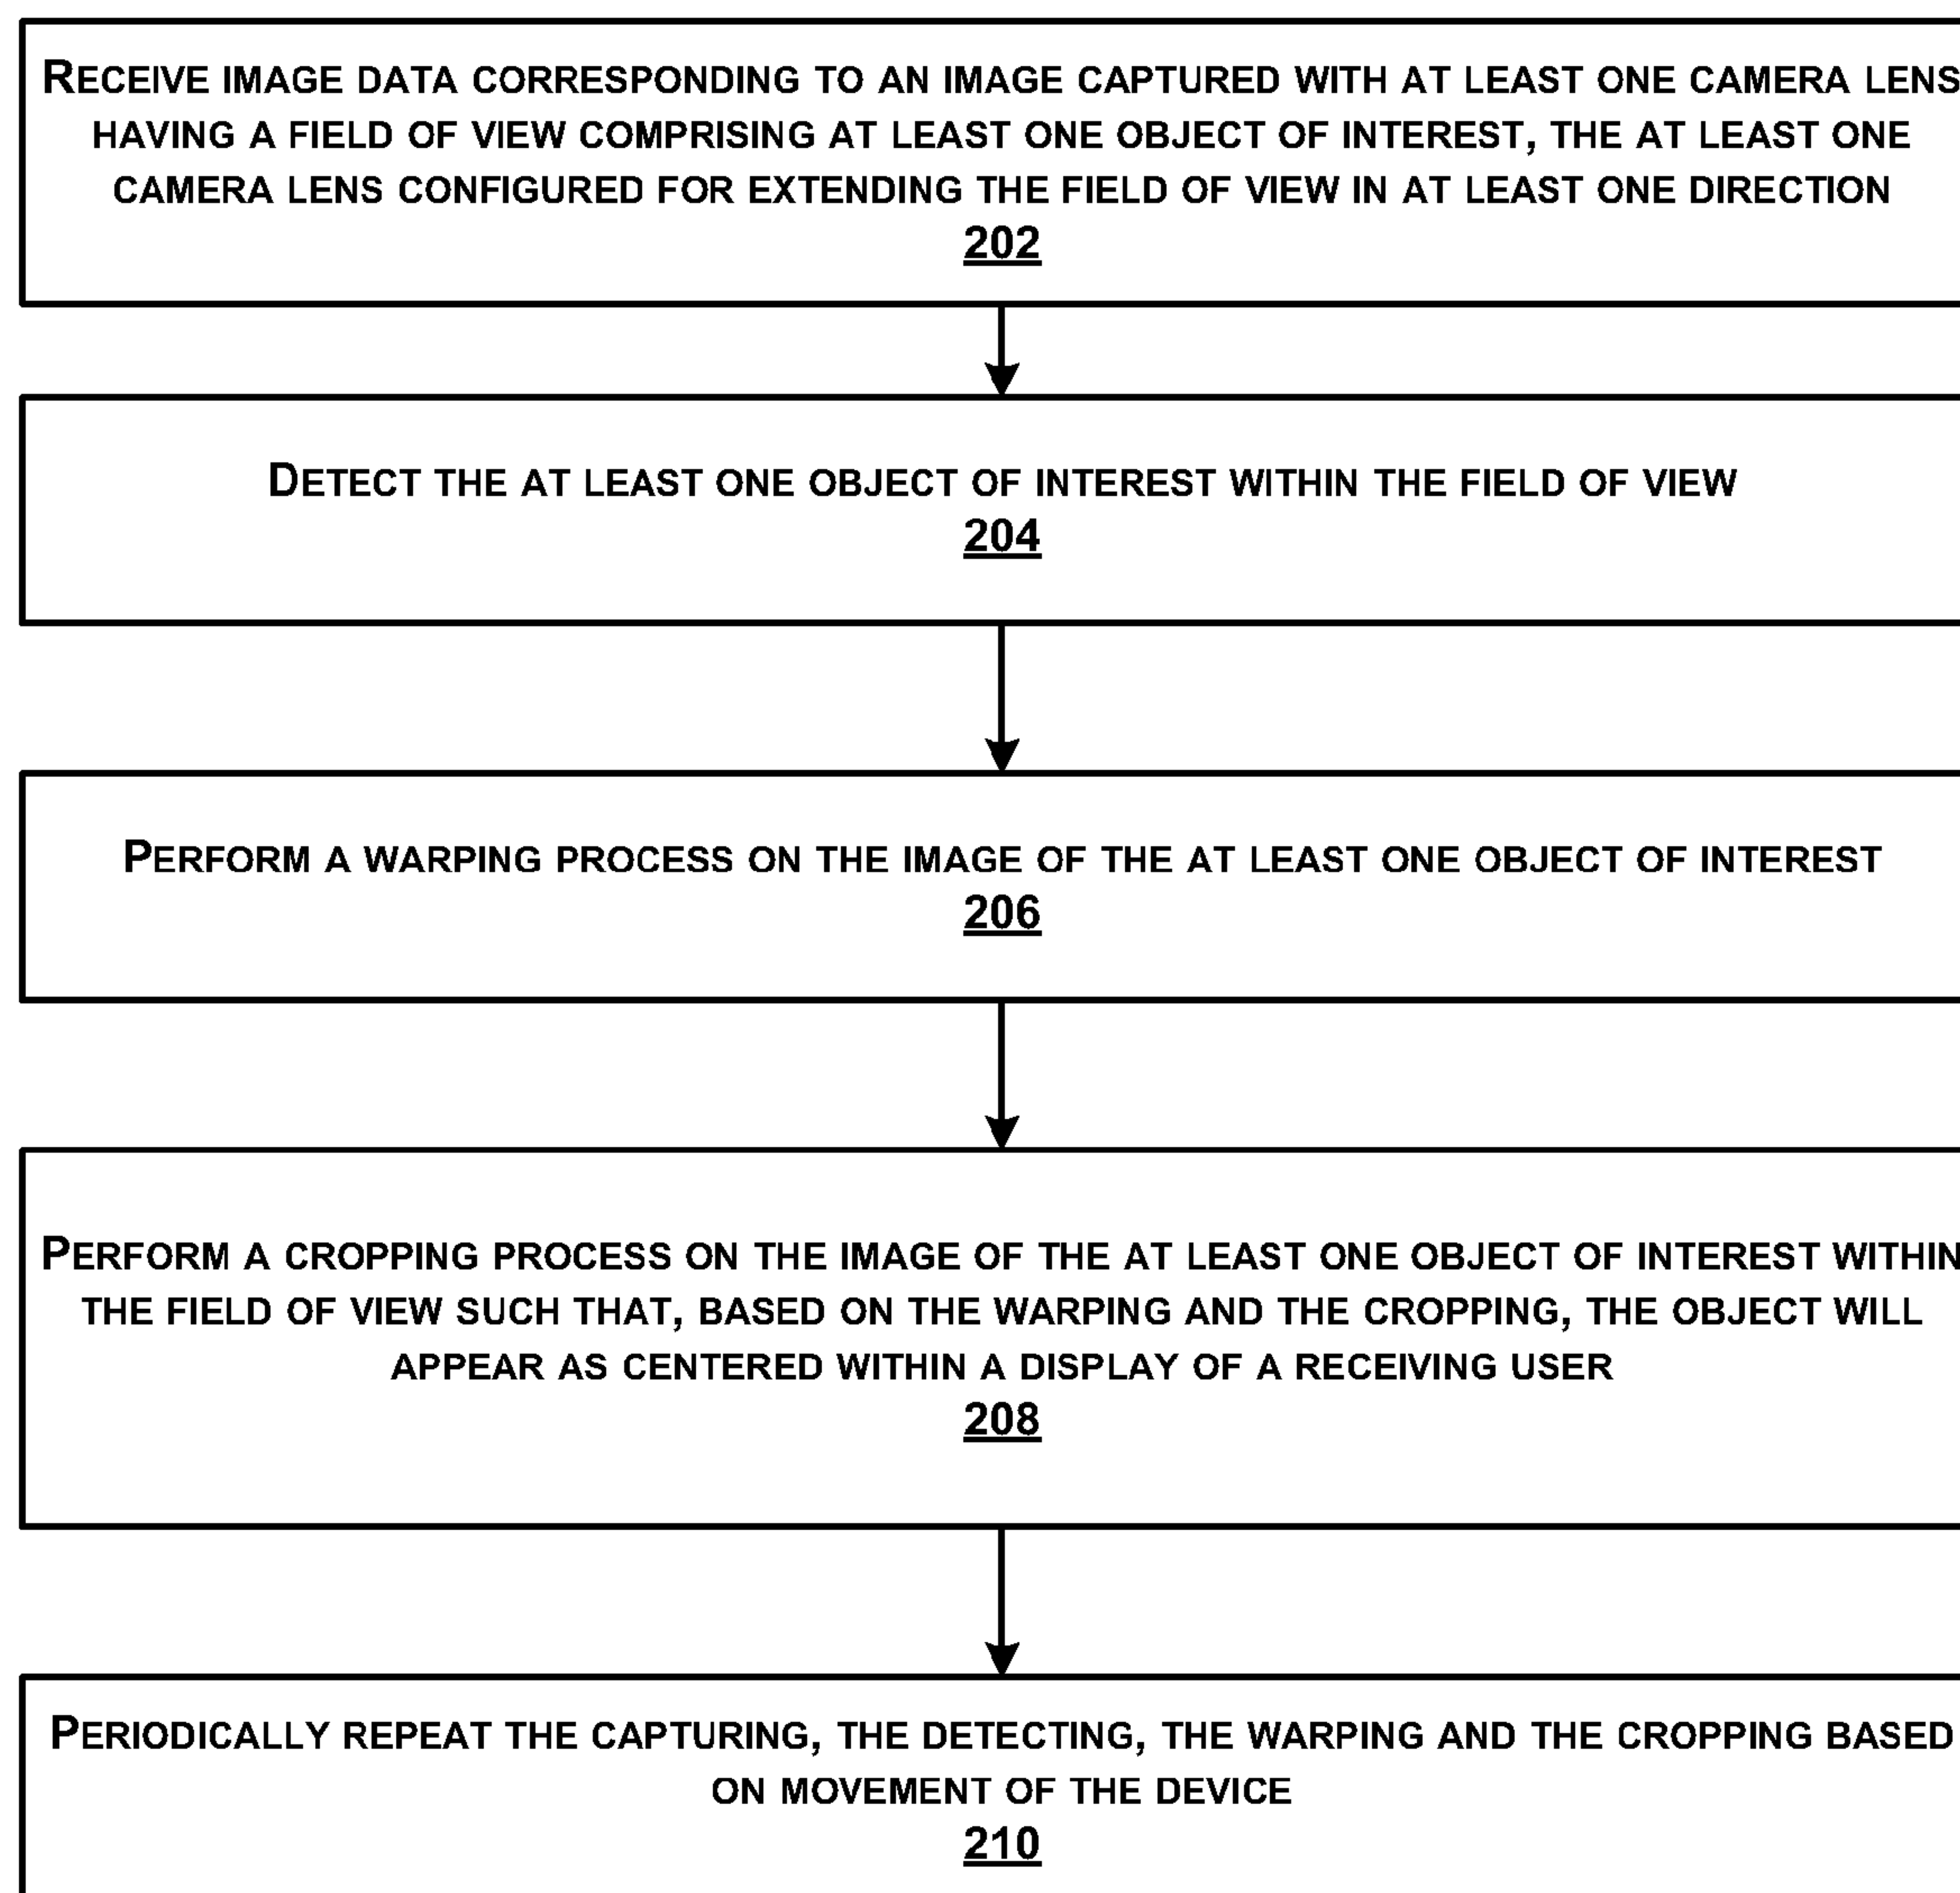 RECEIVE IMAGE DATA CORRESPONDING TO AN IMAGE CAPTURED WITH AT LEAST ONE CAMERA LENS
HAVING A FIELD OF VIEW COMPRISING AT LEAST ONE OBJECT OF INTEREST, THE AT LEAST ONE
CAMERA LENS CONFIGURED FOR EXTENDING THE FIELD OF VIEW IN AT LEAST ONE DIRECTION
202
DETECT THE AT LEAST ONE OBJECT OF INTEREST WITHIN THE FIELD OF VIEW
204
PERFORM A WARPING PROCESS ON THE IMAGE OF THE AT LEAST ONE OBJECT OF INTEREST
206
PERFORM A CROPPING PROCESS ON THE IMAGE OF THE AT LEAST ONE OBJECT OF INTEREST WITHIN
THE FIELD OF VIEW SUCH THAT, BASED ON THE WARPING AND THE CROPPING, THE OBJECT WILL
APPEAR AS CENTERED WITHIN A DISPLAY OF A RECEIVING USER
208
PERIODICALLY REPEAT THE CAPTURING, THE DETECTING, THE WARPING AND THE CROPPING BASED
ON MOVEMENT OF THE DEVICE
210